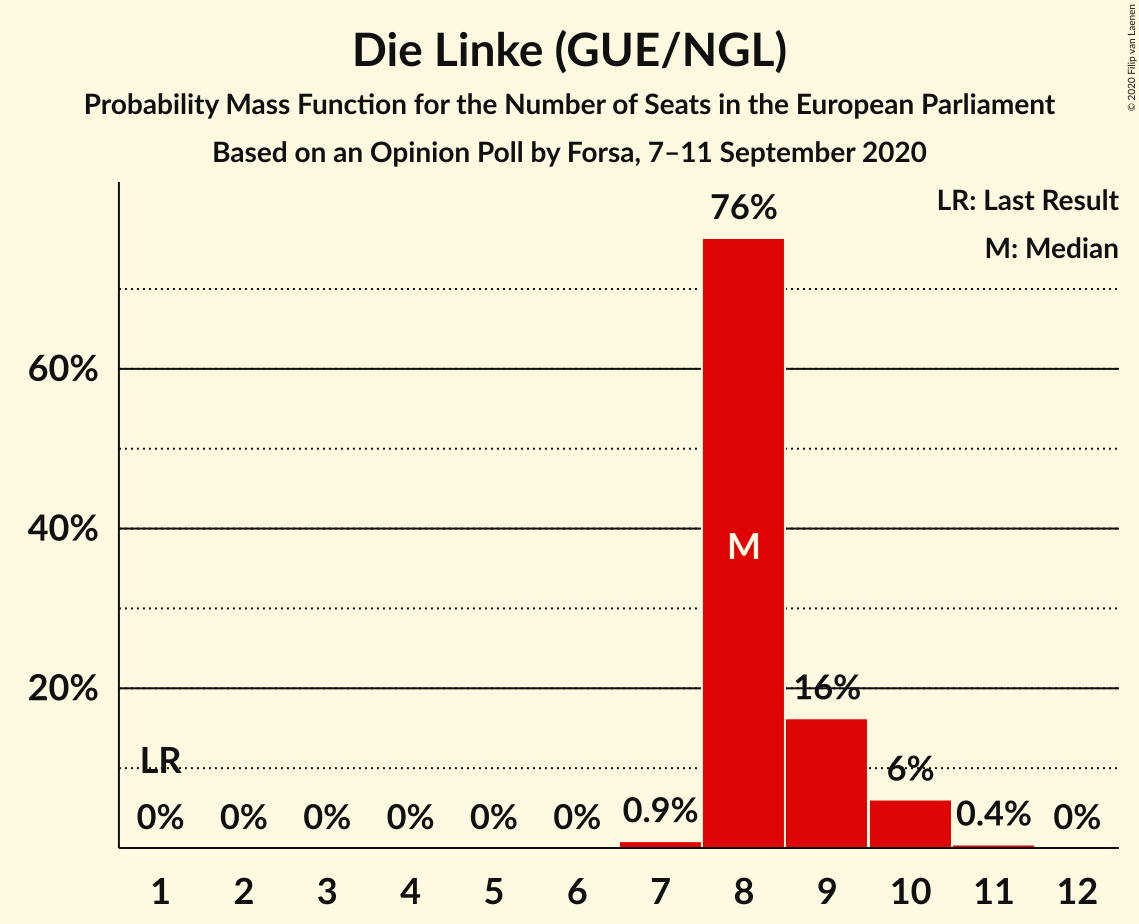 Die Linke (GUE/NGL)
Probability Mass Function for the Number of Seats in the European Parliament
Based on an Opinion Poll by Forsa, 7–11 September 2020
© 2020 Filip van Laenen
LR: Last Result
M: Median
60%
40%
20%
LR
0%
0%
0%
0%
0%
0%
0.9%
76%
M
16%
6%
0.4%
0%
1 2 3 4 5 6 7 8 9 10 11 12